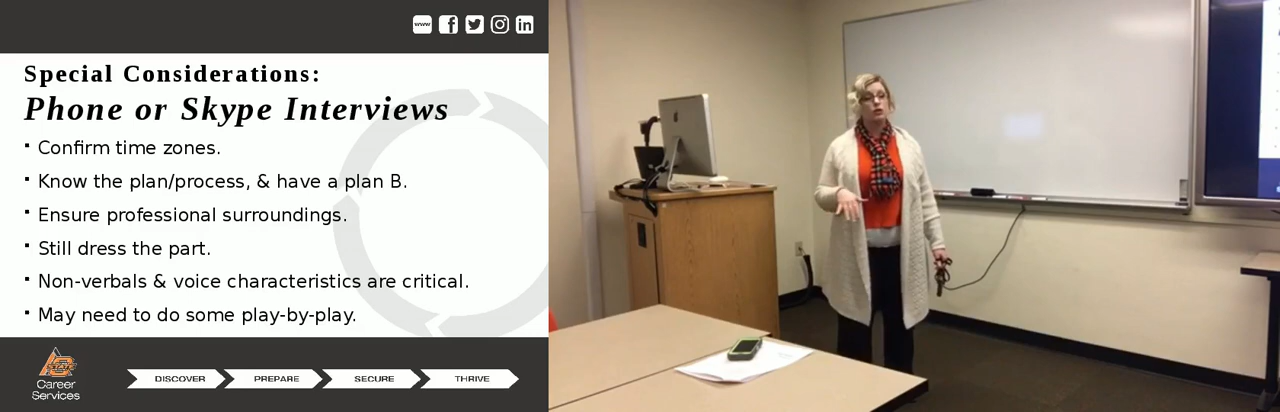 www
Special Considerations:
Phone or Skype Interviews
▪ Confirm time zones.
▪ Know the plan/process, & have a plan B.
▪ Ensure professional surroundings.
▪ Still dress the part.
▪ Non-verbals & voice characteristics are critical.
▪ May need to do some play-by-play.
Career
Services
DISCOVER PREPARE SECURE THRIVE